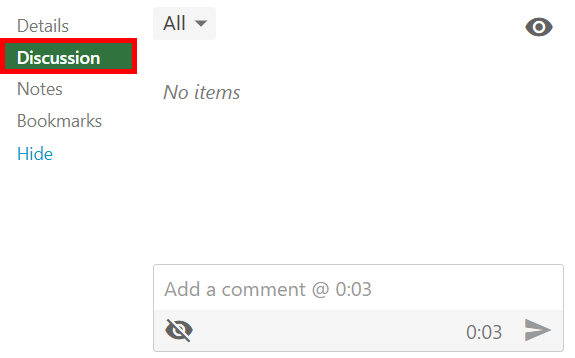 Details
Discussion
Notes
Bookmarks
Hide
All
No items
Add a comment @ 0:03
0:03